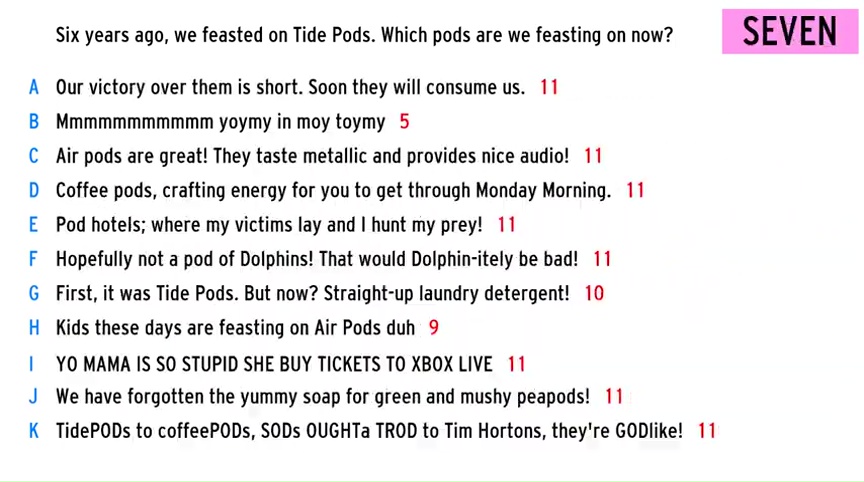 Six years ago, we feasted on Tide Pods. Which pods are we feasting on now?
SEVEN
A Our victory over them is short. Soon they will consume us. 11
B Mmmmmmmmmmm yoymy in moy toymy 5
C Air pods are great! They taste metallic and provides nice audio! 11
D Coffee pods, crafting energy for you to get through Monday Morning. 11
E Pod hotels; where my victims lay and I hunt my prey! 11
F Hopefully not a pod of Dolphins! That would Dolphin-itely be bad! 11
G First, it was Tide Pods. But now? Straight-up laundry detergent! 10
H Kids these days are feasting on Air Pods duh 9
I YO MAMA IS SO STUPID SHE BUY TICKETS TO XBOX LIVE 11
J We have forgotten the yummy soap for green and mushy peapods! 11
K TidePODs to coffeePODs, SODs OUGHTa TROD to Tim Hortons, they're GODlike! 11